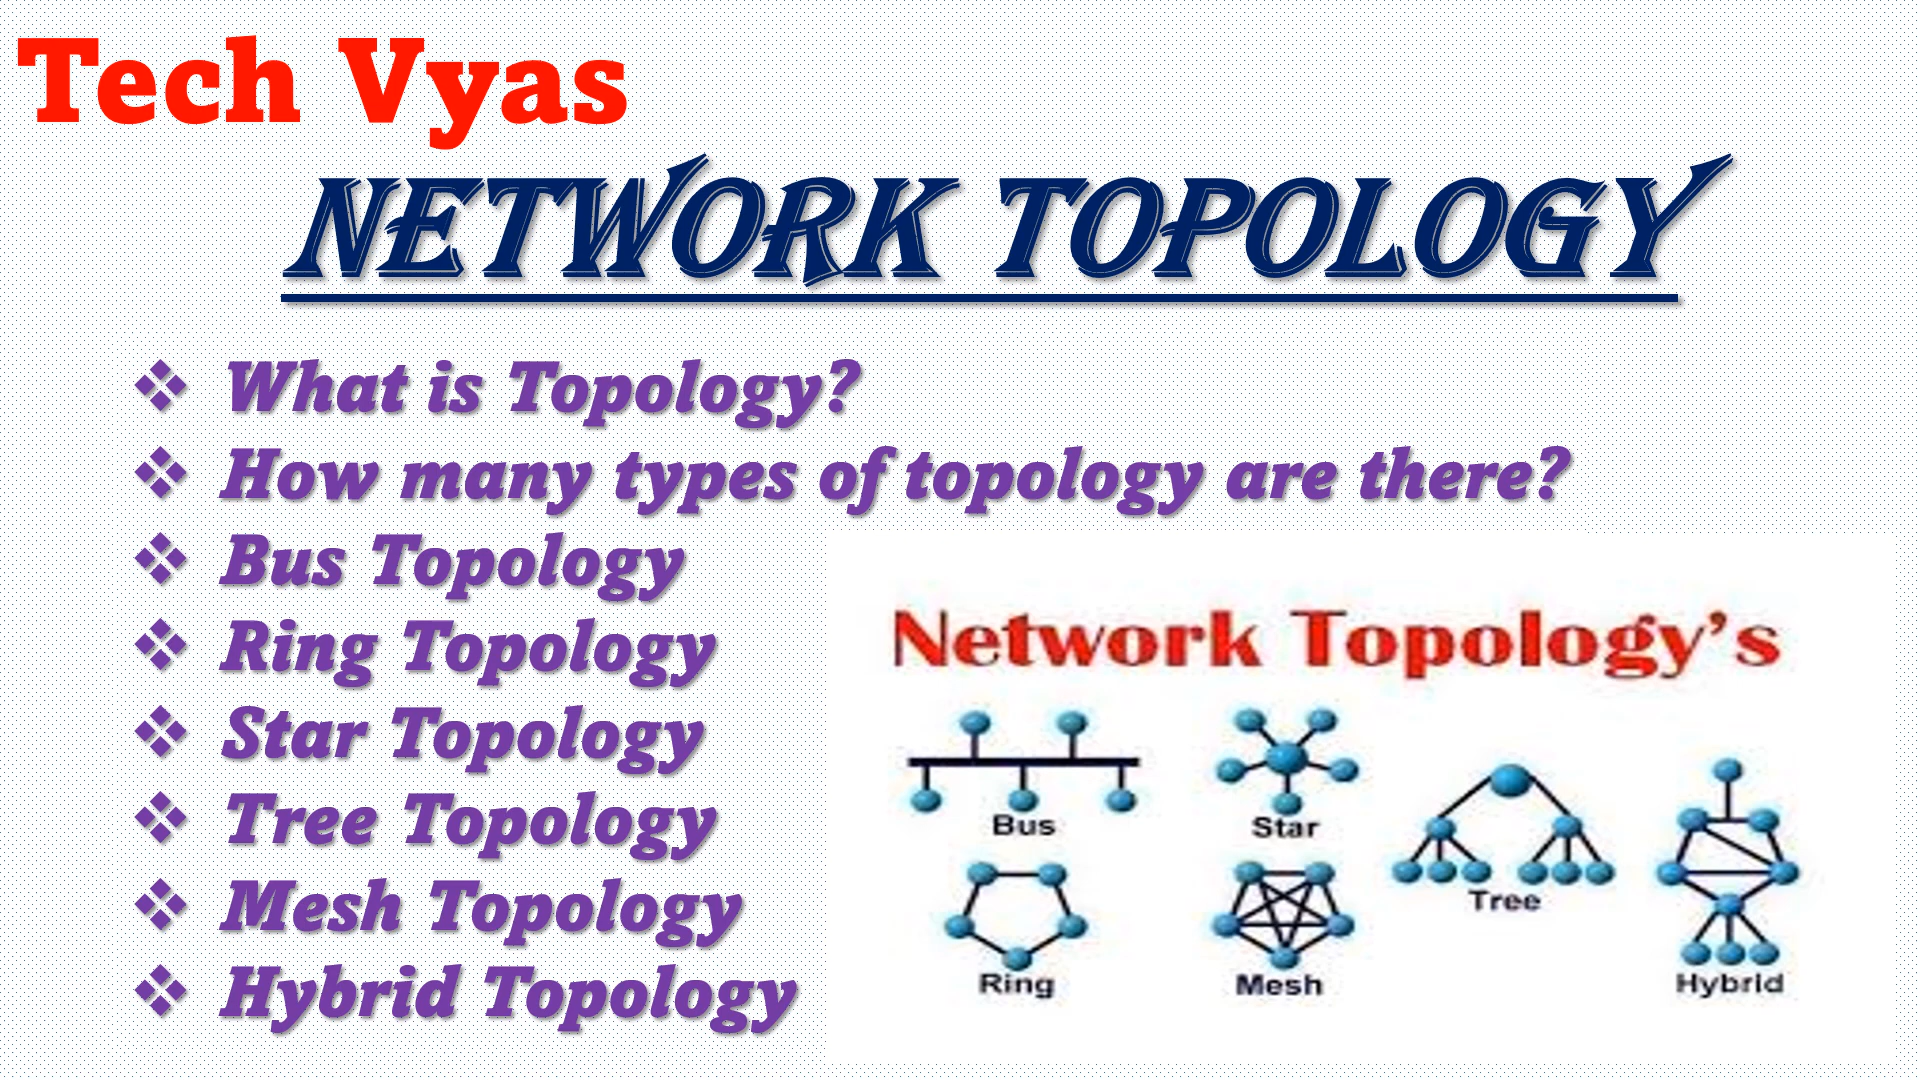 Tech Vyas
NETWORK TOPOLOGY
❖ What is Topology?
❖ How many types of topology are there?
❖ Bus Topology
❖ Ring Topology
❖ Star Topology
❖ Tree Topology
❖ Mesh Topology
❖ Hybrid Topology
Network Topology's
Bus
Star
Tree
Ring
Mesh
Hybrid